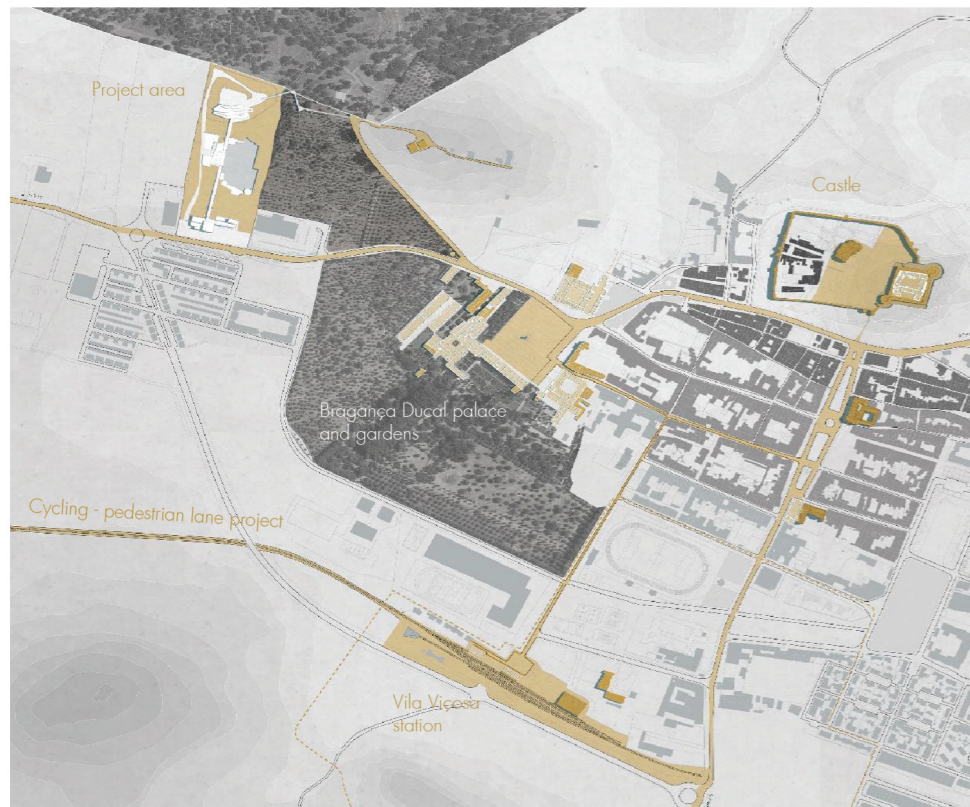 Project area
Castle
Bragança Ducal palace
and gardens
Cycling - pedestrian lane project
Vila Viçosa
station